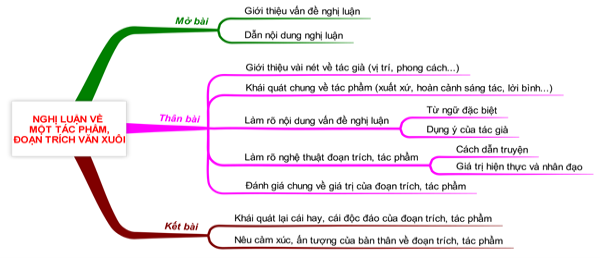 NGHỊ LUẬN VỀ
MỘT TÁC PHẨM,
ĐOẠN TRÍCH VĂN XUÔI
Mở bài
Giới thiệu vấn đề nghị luận
Dẫn nội dung nghị luận
Thân bài
Giới thiệu vài nét về tác giả (vị trí, phong cách...)
Khái quát chung về tác phẩm (xuất xứ, hoàn cảnh sáng tác, lời bình...)
Làm rõ nội dung vấn đề nghị luận
Từ ngữ đặc biệt
Dụng ý của tác giả
Làm rõ nghệ thuật đoạn trích, tác phẩm
Cách dẫn truyện
Giá trị hiện thực và nhân đạo
Đánh giá chung về giá trị của đoạn trích, tác phẩm
Kết bài
Khái quát lại cái hay, cái độc đáo của đoạn trích, tác phẩm
Nêu cảm xúc, ấn tượng của bản thân về đoạn trích, tác phẩm